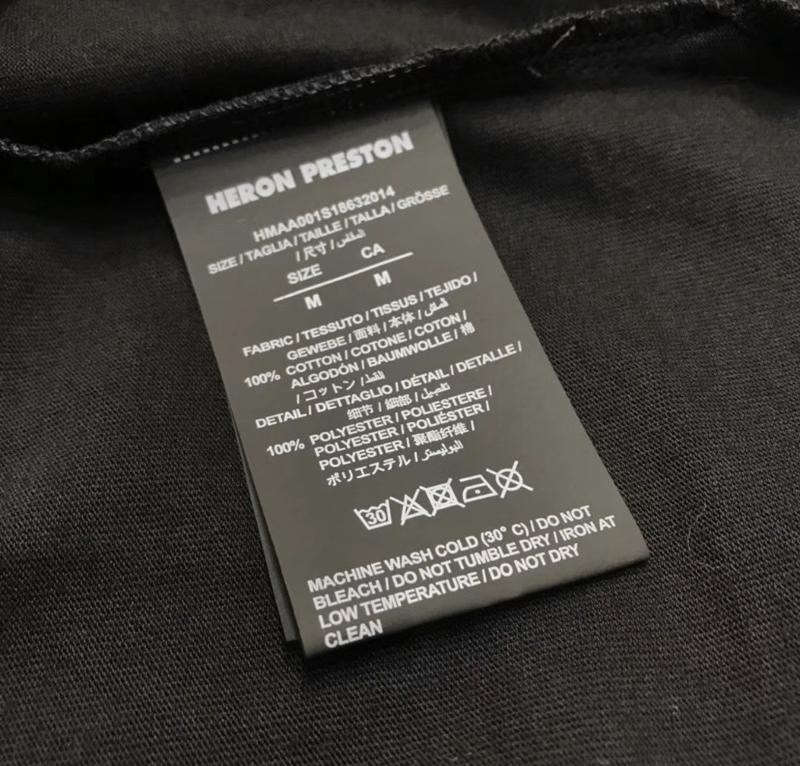 HERON PRESTON
HMAA001S18632014
SIZE / TAGLIA / TAILLE / TALLA / GRÖSSE
/ 尺寸 / المقاس
SIZE CA
M M
FABRIC / TESSUTO / TISSUS / TEJIDO /
GEWEBE / 面料 / 本体 / قماش
100% COTTON / COTONE / COTON /
ALGODÓN / BAUMWOLLE / 棉
/ コットン / القطن
DETAIL / DETTAGLIO / DÉTAIL / DETALLE /
细节 / 細部 / تفصيل
100% POLYESTER / POLIESTERE /
POLYESTER / POLIÉSTER /
POLYESTER / 聚酯纤维 /
ポリエステル / البوليستر
30
MACHINE WASH COLD (30° C) / DO NOT
BLEACH / DO NOT TUMBLE DRY / IRON AT
LOW TEMPERATURE / DO NOT DRY
CLEAN